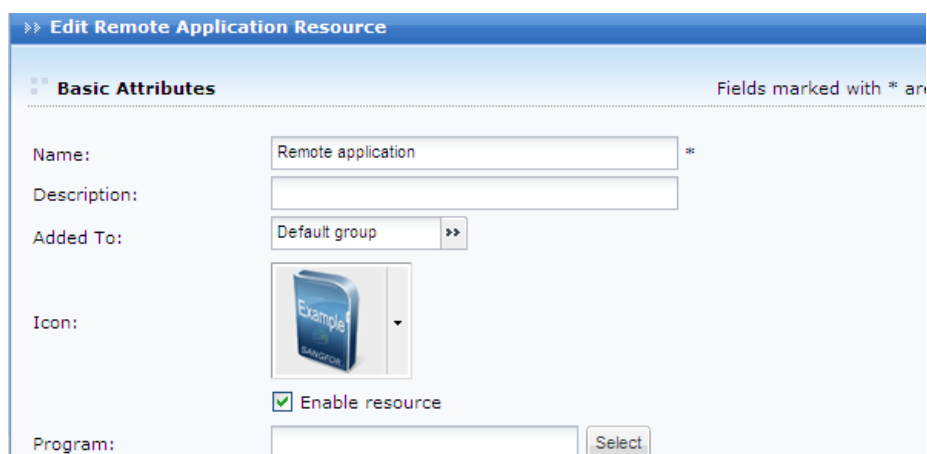 Edit Remote Application Resource
Basic Attributes
Fields marked with * are
Name: Remote application *
Description:
Added To: Default group
Icon: Example
SANGFOR
Enable resource
Program: Select